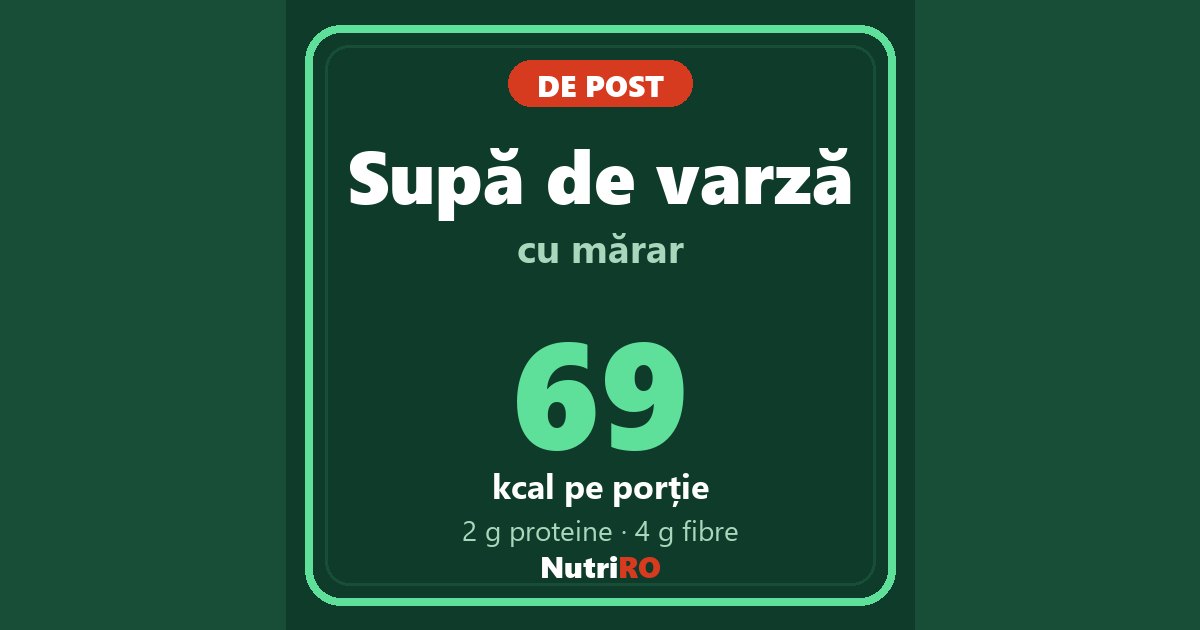 DE POST
Supă de varză
cu mărar
69
kcal pe porție
2 g proteine · 4 g fibre
NutriRO